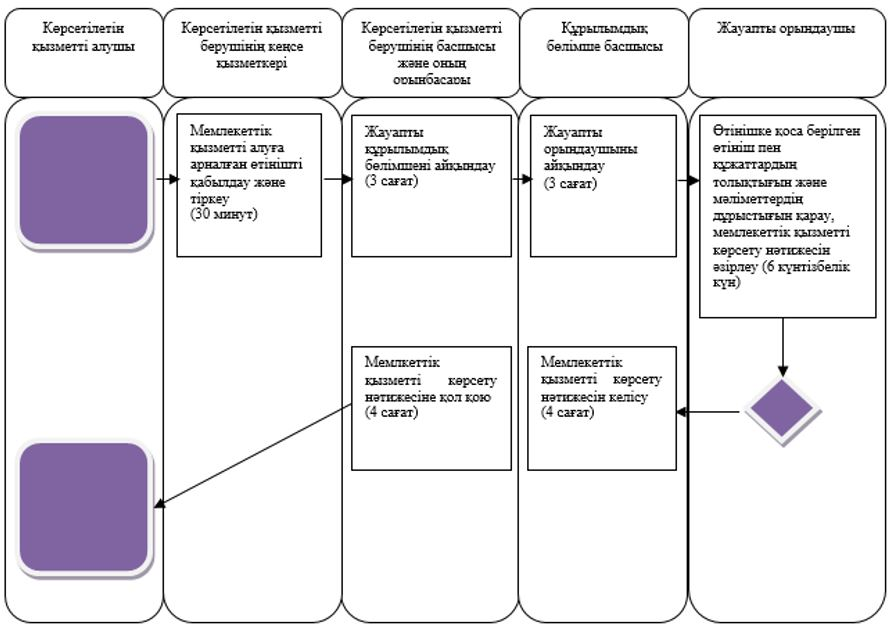 Көрсетілетін
қызметті алушы
Көрсетілетін қызметті
берушінің кеңсе
қызметкері
Көрсетілетін қызметті
берушінің басшысы
және оның
орынбасары
Құрылымдық
бөлімше басшысы
Жауапты орындаушы
Мемлекеттік
қызметті алуға
арналған өтінішті
қабылдау және
тіркеу
(30 минут)
Жауапты
құрылымдық
бөлімшені айқындау
(3 сағат)
Жауапты
орындаушыны
айқындау
(3 сағат)
Өтінішке қоса берілген
өтініш пен
құжаттардың
толықтығын және
мәліметтердің
дұрыстығын қарау,
мемлекеттік қызметті
көрсету нәтижесін
әзірлеу (6 күнтізбелік
күн)
Мемлкеттік
қызметті көрсету
нәтижесіне қол қою
(4 сағат)
Мемлекеттік
қызметті көрсету
нәтижесін келісу
(4 сағат)